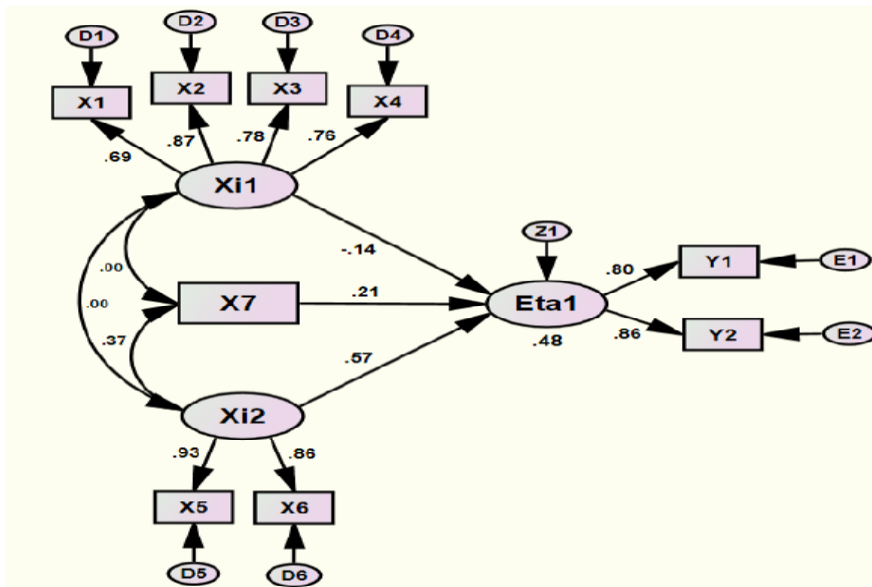 D1
D2
D3
D4
X1
X2
X3
X4
.69
.87
.78
.76
Xi1
-.14
Z1
.00
.00
X7
.21
Eta1
.48
.80
Y1
E1
.86
Y2
E2
.37
.57
Xi2
.93
.86
X5
X6
D5
D6